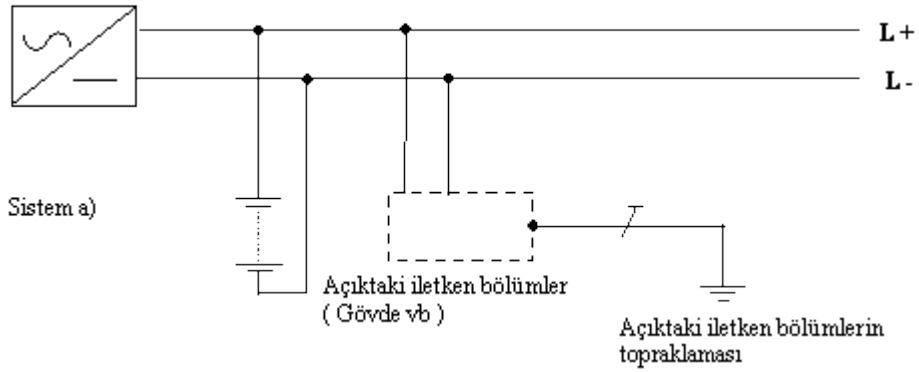 L +
L -
Sistem a)
Açıktaki iletken bölümler
( Gövde vb )
Açıktaki iletken bölümlerin
topraklaması